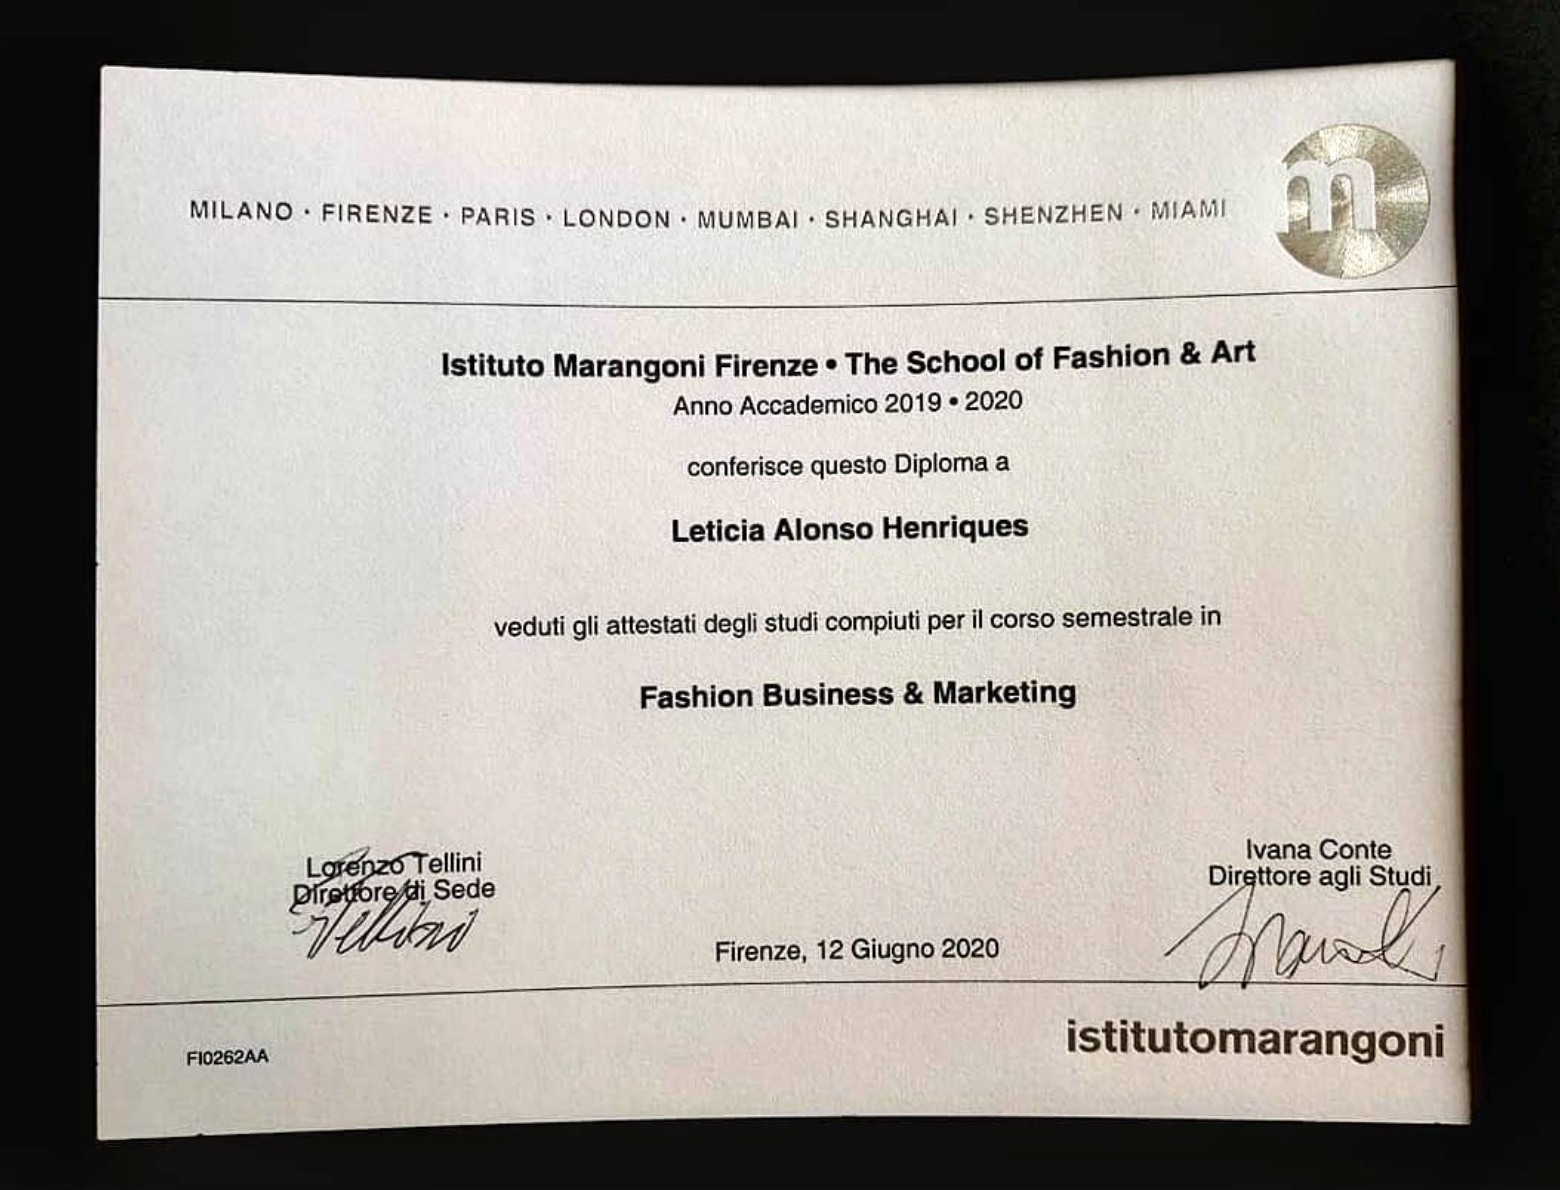 MILANO · FIRENZE · PARIS · LONDON · MUMBAI · SHANGHAI · SHENZHEN · MIAMI
m
Istituto Marangoni Firenze • The School of Fashion & Art
Anno Accademico 2019 • 2020
conferisce questo Diploma a
Leticia Alonso Henriques
veduti gli attestati degli studi compiuti per il corso semestrale in
Fashion Business & Marketing
Lorenzo Tellini
Direttore di Sede
Ivana Conte
Direttore agli Studi
Firenze, 12 Giugno 2020
istitutomarangoni
FI0262AA